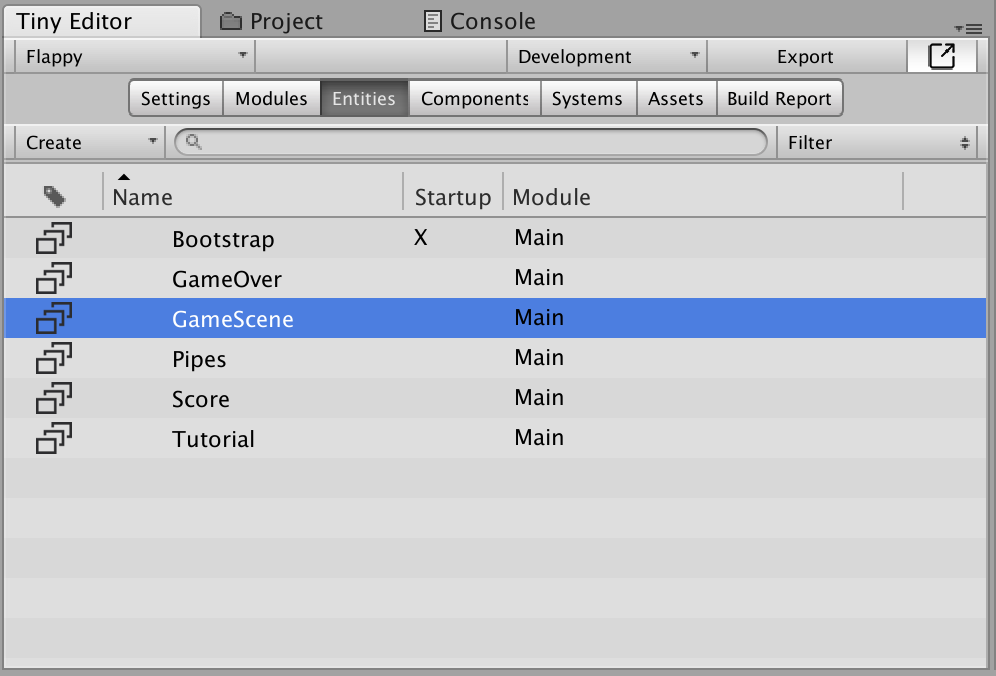 Tiny Editor Project Console
Flappy Development Export
Settings Modules Entities Components Systems Assets Build Report
Create Filter
Name Startup Module
Bootstrap X Main
GameOver Main
GameScene Main
Pipes Main
Score Main
Tutorial Main